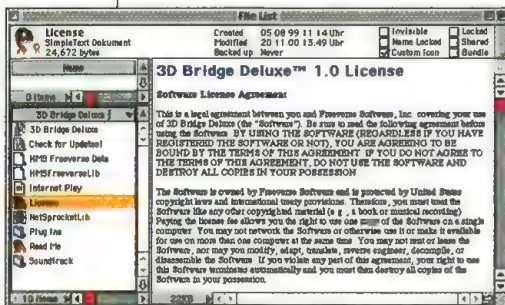 File List
License
SimpleText Dokument
24,672 bytes
Created 05 08 99 11 14 Uhr
Modified 20 11 00 13.49 Uhr
Backed up Never
Invisible
Name Locked
Custom Icon
Locked
Shared
Bundle
Name
0 Items
3D Bridge Deluxe f
3D Bridge Deluxe
Check for Updates!
HMS Freeverse Data
HMSFreeverseLib
Internet Play
License
NetSprocketLib
Plug Ins
Read Me
Soundtrack
10 Items
3D Bridge Deluxe™ 1.0 License
Software License Agreement
This is a legal agreement between you and Freeverse Software, Inc. covering your use
of 3D Bridge Deluxe (the "Software"). Be sure to read the following agreement before
using the Software. BY USING THE SOFTWARE (REGARDLESS IF YOU HAVE
REGISTERED THE SOFTWARE OR NOT), YOU ARE AGREEING TO BE
BOUND BY THE TERMS OF THIS AGREEMENT IF YOU DO NOT AGREE TO
THE TERMS OF THIS AGREEMENT, DO NOT USE THE SOFTWARE AND
DESTROY ALL COPIES IN YOUR POSSESSION
The Software is owned by Freeverse Software and is protected by United States
copyright laws and international treaty provisions. Therefore, you must treat the
Software like any other copyrighted material (e g , a book or musical recording)
Paying the license fee allows you the right to use one of the Software on a single
computer You may not network the Software or otherwise use it or make it available
for use on more than one computer at the same time You may not rent or lease the
Software, nor may you modify, adapt, translate, reverse engineer, decompile, or
disassemble the Software If you violate any part of this agreement, your right to use
this Software terminates automatically and you must then destroy all copies of the
Software in your possession.
22KB